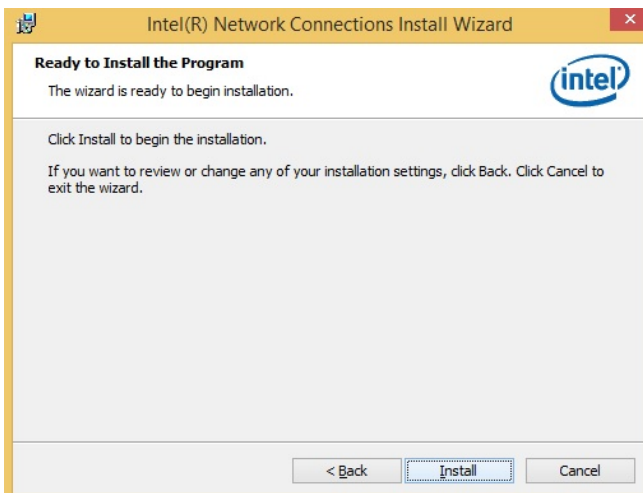 Intel(R) Network Connections Install Wizard
Ready to Install the Program
The wizard is ready to begin installation.
intel
Click Install to begin the installation.
If you want to review or change any of your installation settings, click Back. Click Cancel to
exit the wizard.
< Back
Install
Cancel